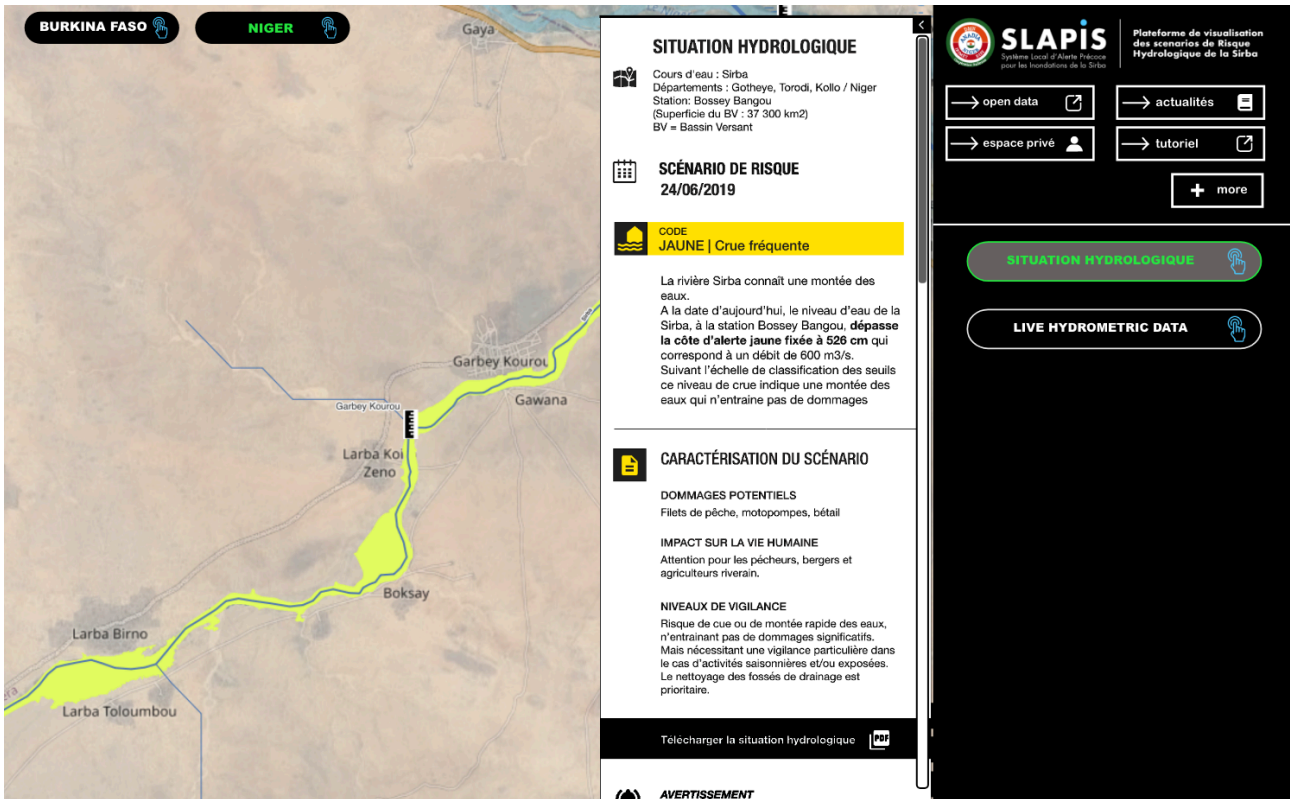 BURKINA FASO
NIGER
Gaya
Sirba
Garbey Kourou
Gawana
Garbey Kourou
Larba Koi
Zeno
Boksay
Larba Birno
Larba Toloumbou
SITUATION HYDROLOGIQUE
Cours d'eau : Sirba
Départements : Gotheye, Torodi, Kollo / Niger
Station: Bossey Bangou
(Superficie du BV : 37 300 km2)
BV = Bassin Versant
SCÉNARIO DE RISQUE
24/06/2019
CODE
JAUNE | Crue fréquente
La rivière Sirba connaît une montée des
eaux.
A la date d'aujourd'hui, le niveau d'eau de la
Sirba, à la station Bossey Bangou, dépasse
la côte d'alerte jaune fixée à 526 cm qui
correspond à un débit de 600 m3/s.
Suivant l'échelle de classification des seuils
ce niveau de crue indique une montée des
eaux qui n'entraine pas de dommages
CARACTÉRISATION DU SCÉNARIO
DOMMAGES POTENTIELS
Filets de pêche, motopompes, bétail
IMPACT SUR LA VIE HUMAINE
Attention pour les pécheurs, bergers et
agriculteurs riverain.
NIVEAUX DE VIGILANCE
Risque de cue ou de montée rapide des eaux,
n'entrainant pas de dommages significatifs.
Mais nécessitant une vigilance particulière dans
le cas d'activités saisonnières et/ou exposées.
Le nettoyage des fossés de drainage est
prioritaire.
Télécharger la situation hydrologique
PDF
AVERTISSEMENT
SLAPIS
Système Local d'Alerte Précoce
pour les Inondations de la Sirba
Plateforme de visualisation
des scenarios de Risque
Hydrologique de la Sirba
open data
actualités
espace privé
tutoriel
+ more
SITUATION HYDROLOGIQUE
LIVE HYDROMETRIC DATA